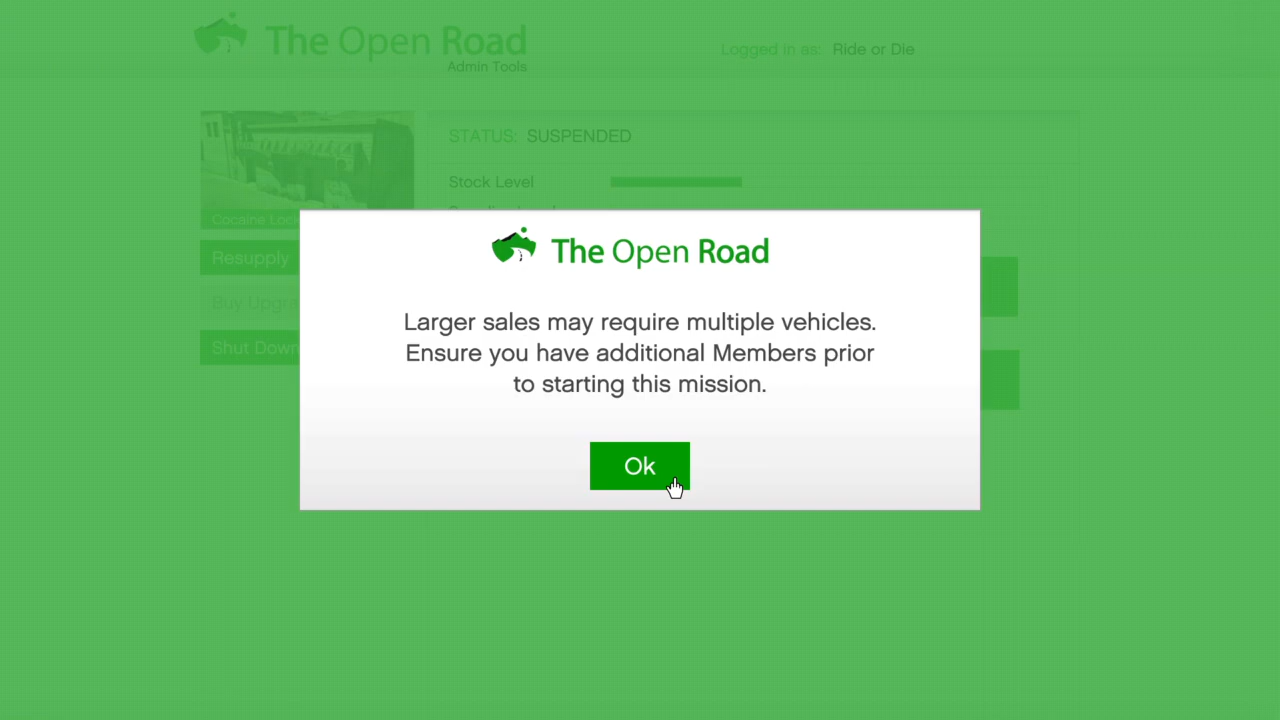 The Open Road
Admin Tools
Logged in as: Ride or Die
STATUS: SUSPENDED
Stock Level
Cocaine
Resupply
Buy
Shut Down
The Open Road
Larger sales may require multiple vehicles.
Ensure you have additional Members prior
to starting this mission.
Ok